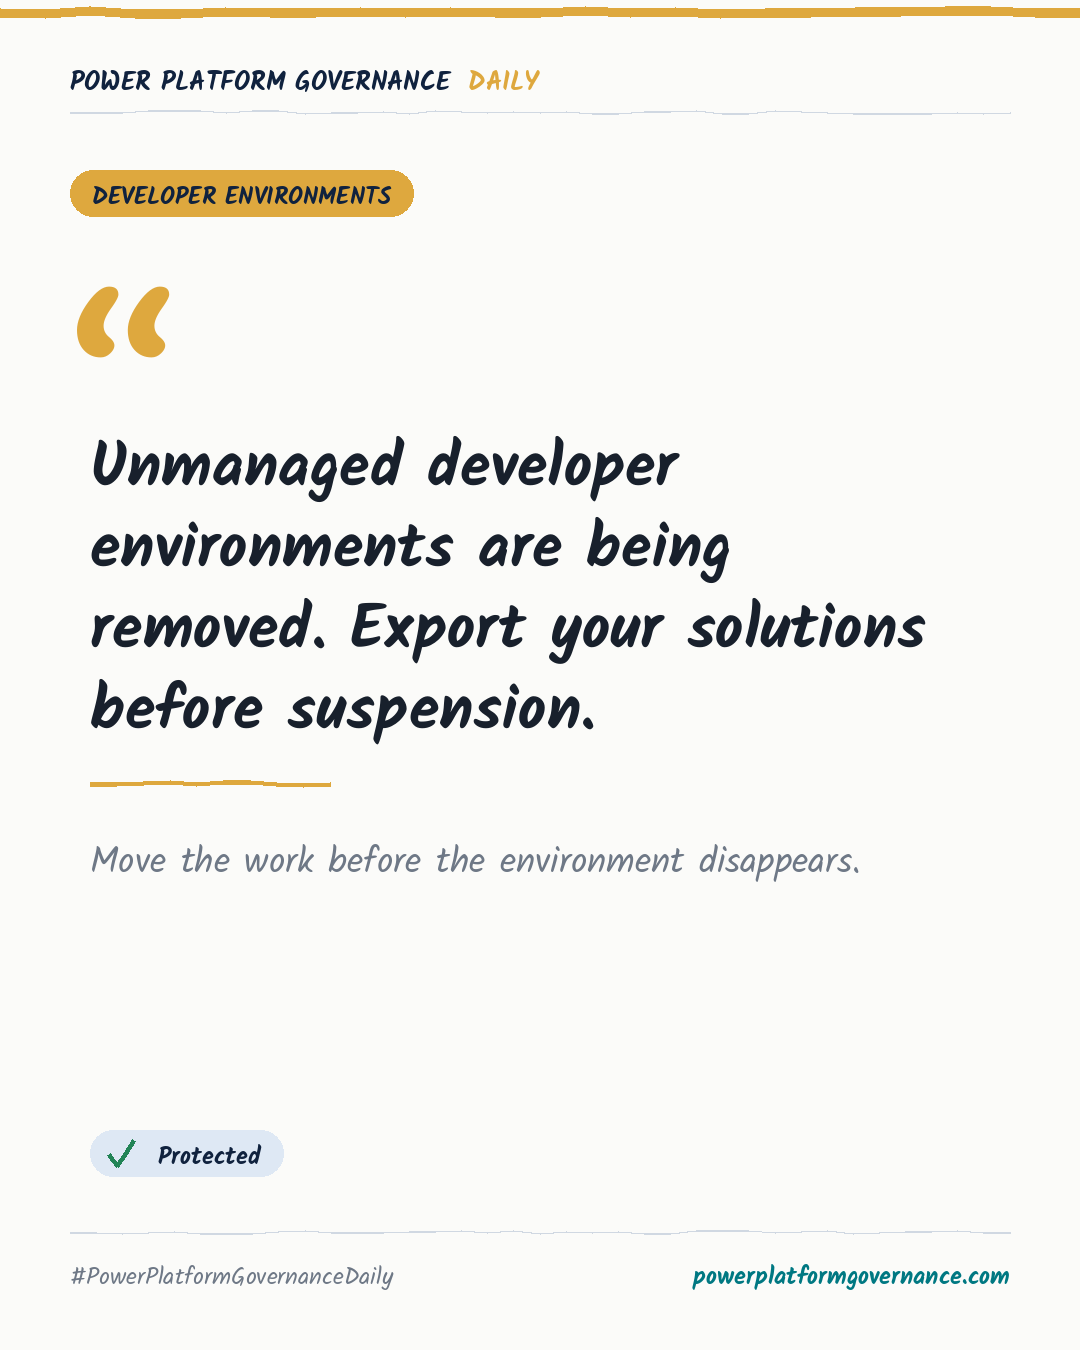 POWER PLATFORM GOVERNANCE DAILY
DEVELOPER ENVIRONMENTS
“
Unmanaged developer
environments are being
removed. Export your solutions
before suspension.
Move the work before the environment disappears.
✓ Protected
#PowerPlatformGovernanceDaily
powerplatformgovernance.com